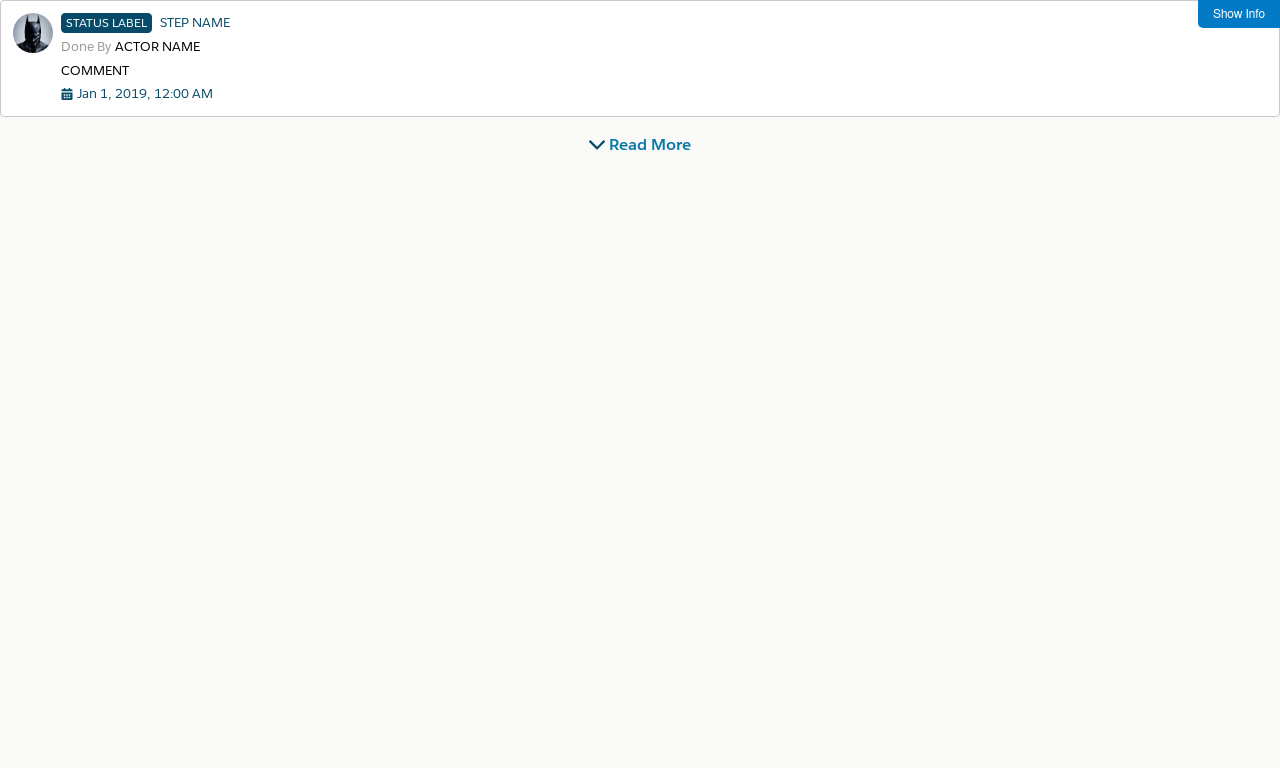 STATUS LABEL STEP NAME
Show Info
Done By ACTOR NAME
COMMENT
Jan 1, 2019, 12:00 AM
Read More